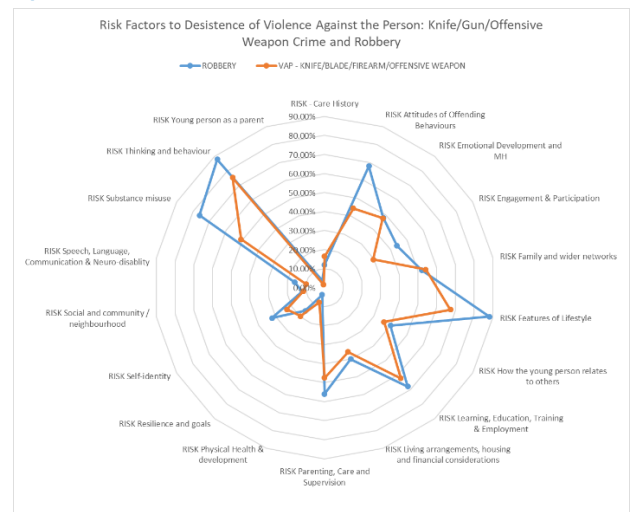 Risk Factors to Desistence of Violence Against the Person: Knife/Gun/Offensive
Weapon Crime and Robbery
ROBBERY
VAP - KNIFE/BLADE/FIREARM/OFFENSIVE WEAPON
RISK - Care History
90.00%
80.00%
70.00%
60.00%
50.00%
40.00%
30.00%
20.00%
10.00%
0.00%
RISK Attitudes of Offending
Behaviours
RISK Emotional Development and
MH
RISK Engagement & Participation
RISK Family and wider networks
RISK Features of Lifestyle
RISK How the young person relates
to others
RISK Learning, Education, Training
& Employment
RISK Living arrangements, housing
and financial considerations
RISK Parenting, Care and
Supervision
RISK Physical Health &
development
RISK Resilience and goals
RISK Self-identity
RISK Social and community /
neighbourhood
RISK Speech, Language,
Communication & Neuro-disability
RISK Substance misuse
RISK Thinking and behaviour
RISK Young person as a parent